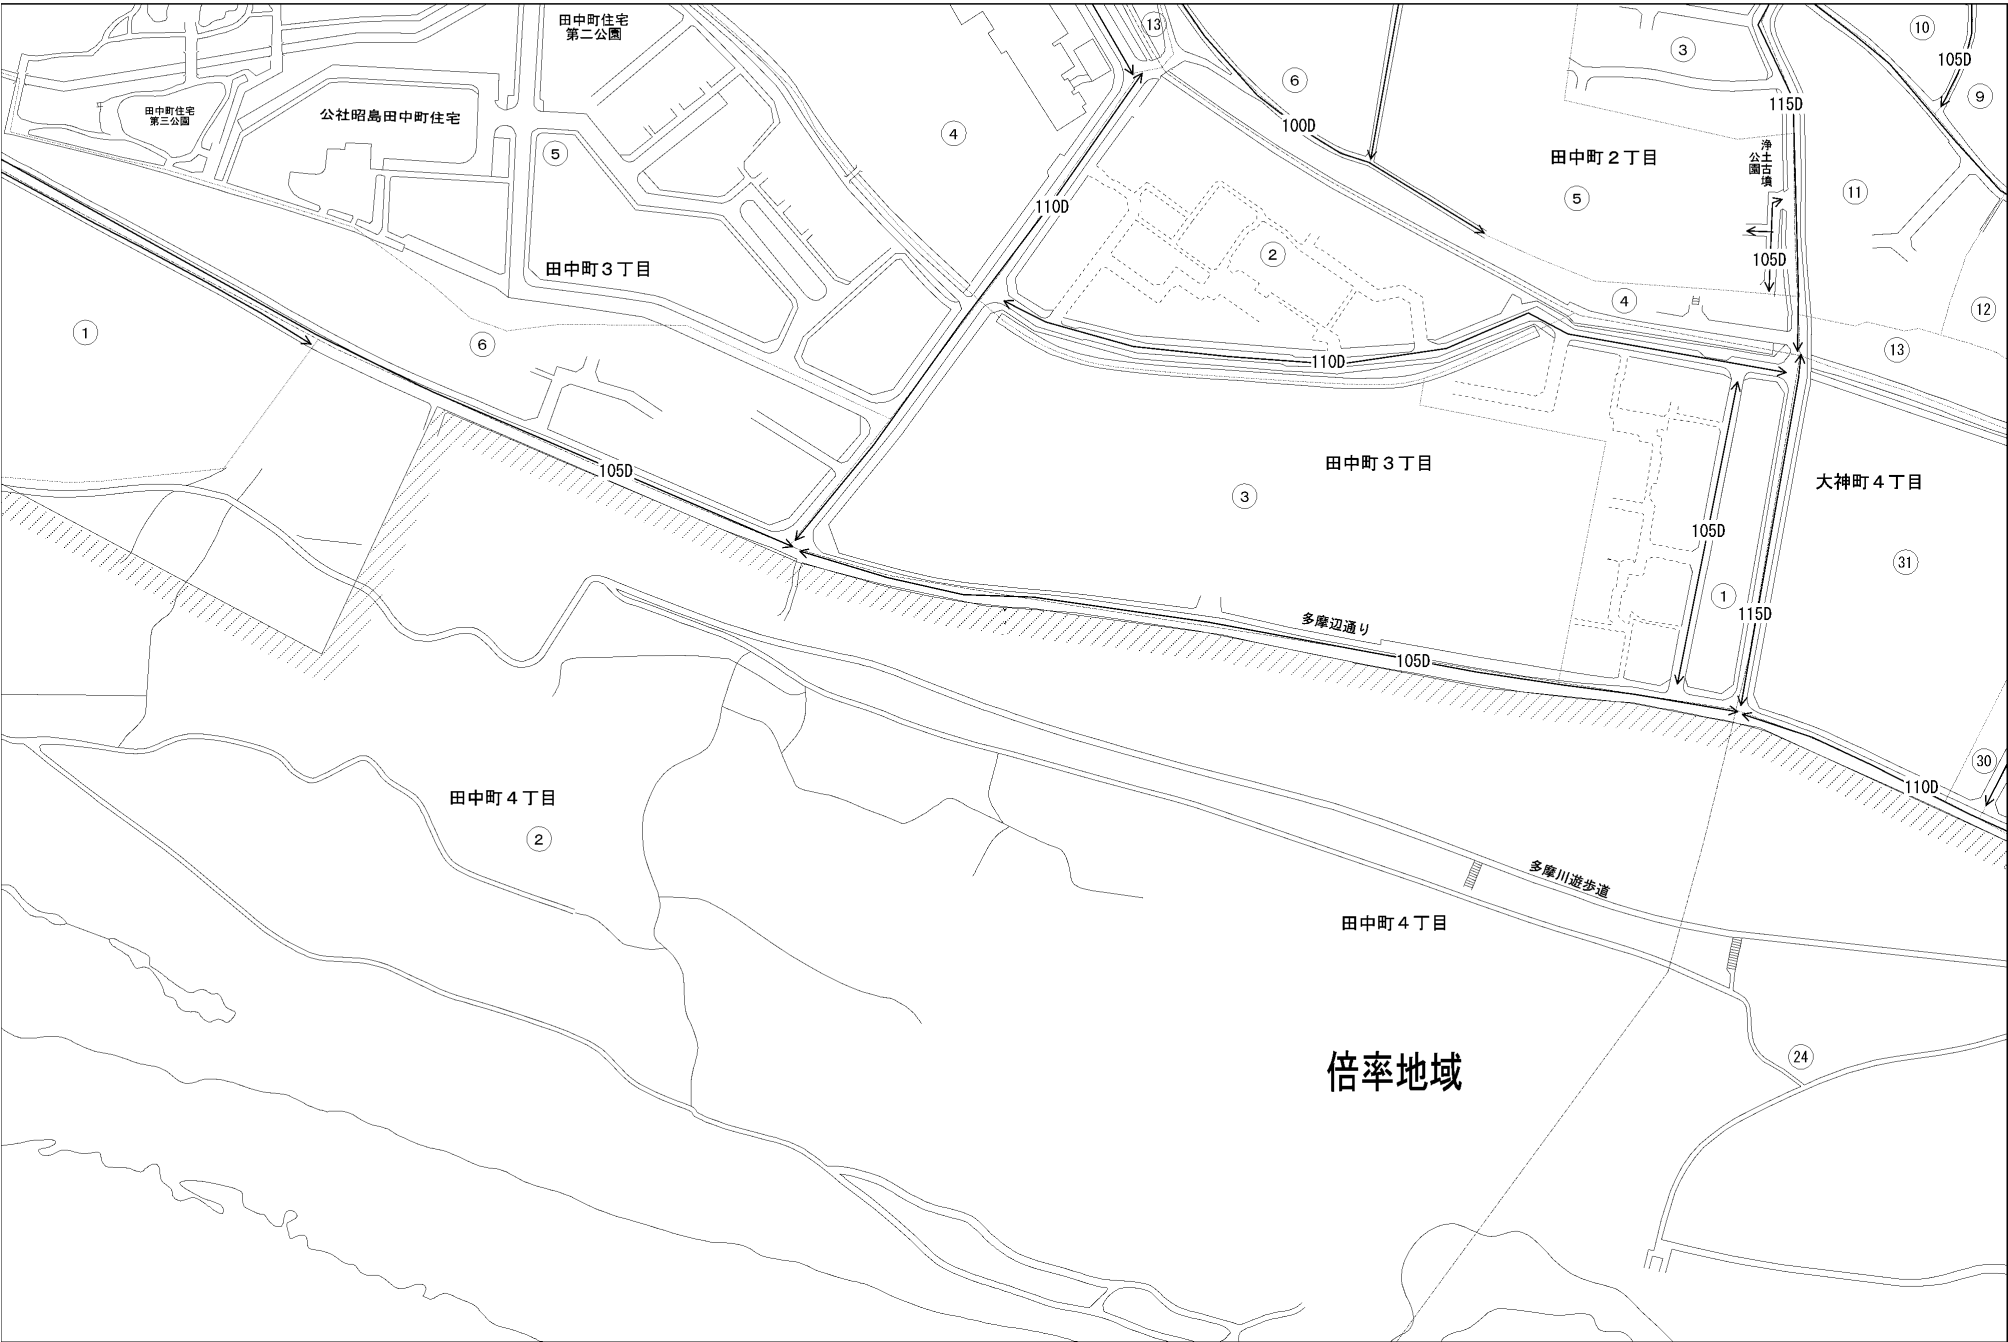 田中町住宅
第二公園
13
10
3
105D
6
9
115D
田中町住宅
第三公園
公社昭島田中町住宅
4
100D
5
田中町2丁目
浄土古墳
公園
11
5
110D
2
105D
田中町3丁目
4
12
1
6
13
110D
105D
田中町3丁目
大神町4丁目
3
105D
31
1
多摩辺通り
115D
105D
30
110D
田中町4丁目
2
多摩川遊歩道
田中町4丁目
24
倍率地域